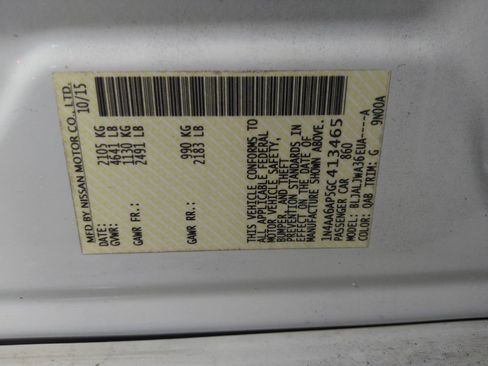 MFD BY NISSAN MOTOR CO., LTD.
10/15
GVWR: 2105 KG
4641 LB
GAWR FR: 1130 KG
2491 LB
GAWR RR: 990 KG
2183 LB
THIS VEHICLE CONFORMS TO
ALL APPLICABLE FEDERAL
MOTOR VEHICLE SAFETY,
BUMPER, AND THEFT
PREVENTION STANDARDS IN
EFFECT ON THE DATE OF
MANUFACTURE SHOWN ABOVE.
1N4AA6AP5GC413465
PASSENGER CAR 860
MODEL: BLJALJWA36EUA----A
COLOR: QAB TRIM: G 9N00A